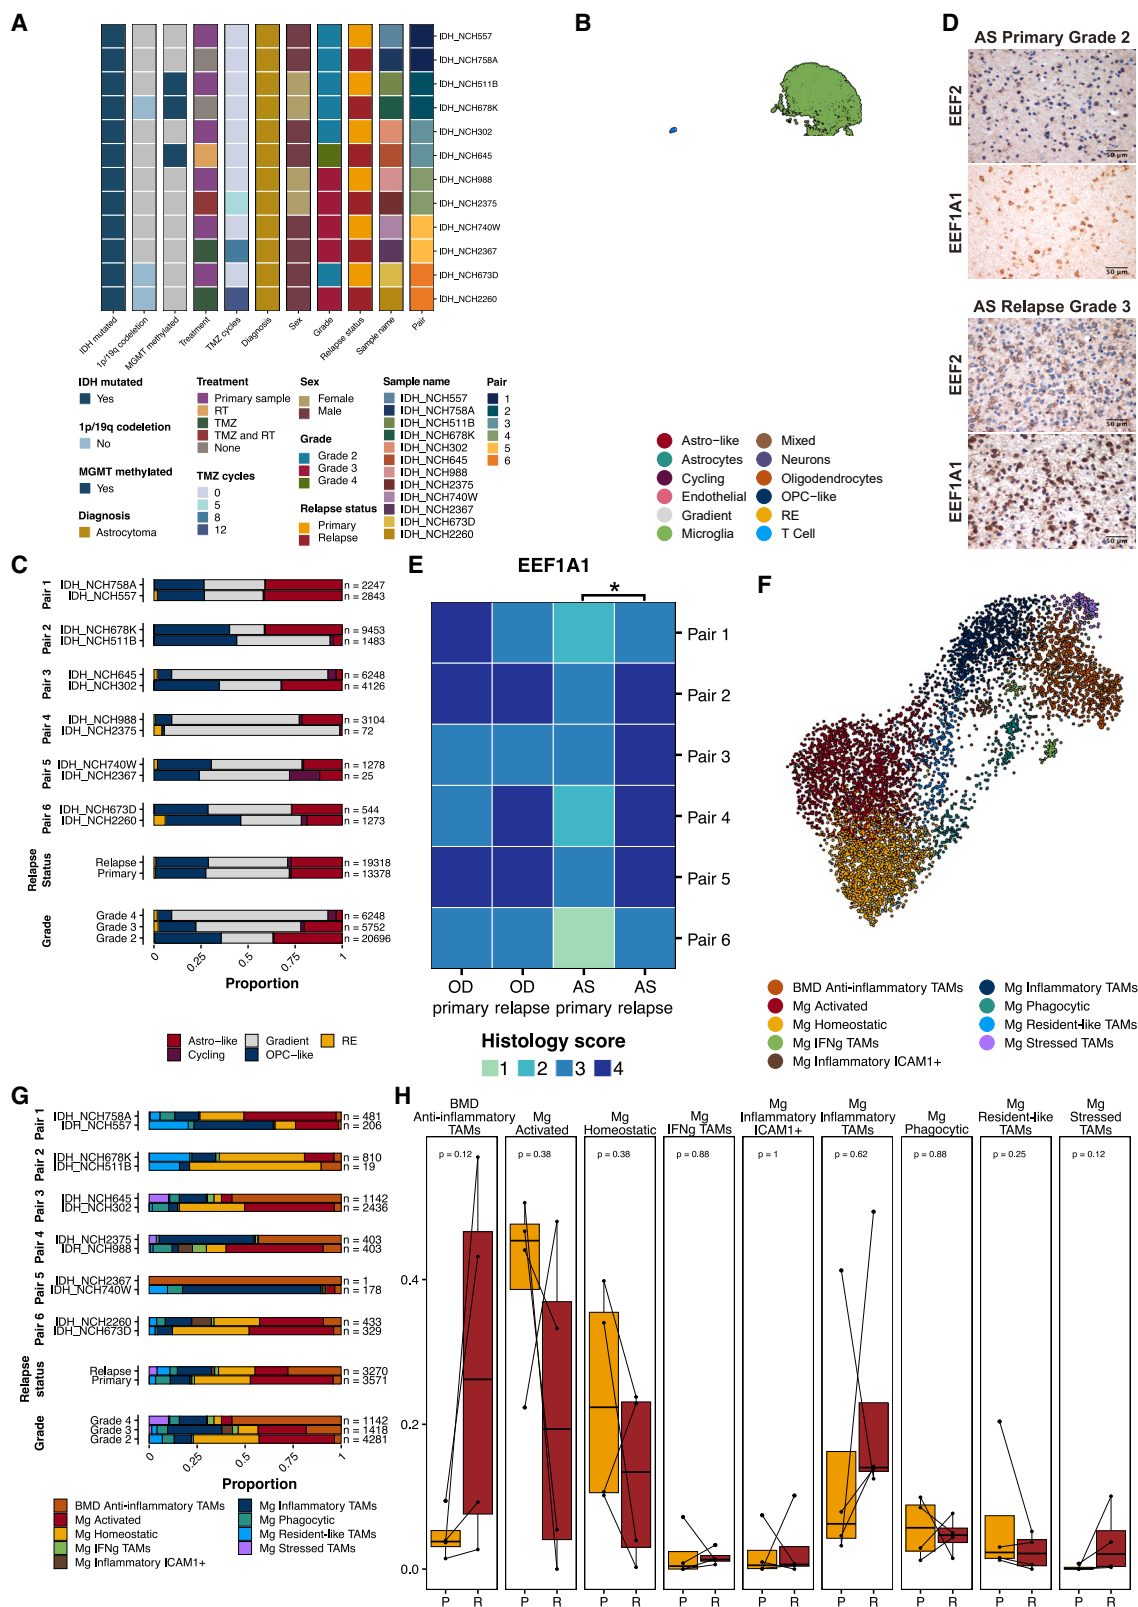 A
IDH_NCH557
IDH_NCH758A
IDH_NCH511B
IDH_NCH678K
IDH_NCH302
IDH_NCH645
IDH_NCH988
IDH_NCH2375
IDH_NCH740W
IDH_NCH2367
IDH_NCH673D
IDH_NCH2260
IDH mutated
1p/19q codeletion
MGMT methylated
Treatment
TMZ cycles
Diagnosis
Sex
Grade
Relapse status
Sample name
Pair
IDH mutated
Yes
1p/19q codeletion
No
MGMT methylated
Yes
Diagnosis
Astrocytoma
Treatment
Primary sample
RT
TMZ
TMZ and RT
None
TMZ cycles
0
5
8
12
Sex
Female
Male
Grade
Grade 2
Grade 3
Grade 4
Relapse status
Primary
Relapse
Sample name
IDH_NCH557
IDH_NCH758A
IDH_NCH511B
IDH_NCH678K
IDH_NCH302
IDH_NCH645
IDH_NCH988
IDH_NCH2375
IDH_NCH740W
IDH_NCH2367
IDH_NCH673D
IDH_NCH2260
Pair
1
2
3
4
5
6
B
Astro-like
Astrocytes
Cycling
Endothelial
Gradient
Microglia
Mixed
Neurons
Oligodendrocytes
OPC-like
RE
T Cell
D
AS Primary Grade 2
EEF2
50 µm
EEF1A1
50 µm
AS Relapse Grade 3
EEF2
50 µm
EEF1A1
50 µm
C
Pair 1
IDH_NCH758A n = 2247
IDH_NCH557 n = 2843
Pair 2
IDH_NCH678K n = 9453
IDH_NCH511B n = 1483
Pair 3
IDH_NCH645 n = 6248
IDH_NCH302 n = 4126
Pair 4
IDH_NCH988 n = 3104
IDH_NCH2375 n = 72
Pair 5
IDH_NCH740W n = 1278
IDH_NCH2367 n = 25
Pair 6
IDH_NCH673D n = 544
IDH_NCH2260 n = 1273
Relapse Status
Relapse n = 19318
Primary n = 13378
Grade
Grade 4 n = 6248
Grade 3 n = 5752
Grade 2 n = 20696
0 0.25 0.5 0.75 1
Proportion
Astro-like
Cycling
Gradient
OPC-like
RE
E
EEF1A1
*
Pair 1
Pair 2
Pair 3
Pair 4
Pair 5
Pair 6
OD primary
OD relapse
AS primary
AS relapse
Histology score
1 2 3 4
F
BMD Anti-inflammatory TAMs
Mg Activated
Mg Homeostatic
Mg IFNg TAMs
Mg Inflammatory ICAM1+
Mg Inflammatory TAMs
Mg Phagocytic
Mg Resident-like TAMs
Mg Stressed TAMs
G
Pair 1
IDH_NCH758A n = 481
IDH_NCH557 n = 206
Pair 2
IDH_NCH678K n = 810
IDH_NCH511B n = 19
Pair 3
IDH_NCH645 n = 1142
IDH_NCH302 n = 2436
Pair 4
IDH_NCH2375 n = 403
IDH_NCH988 n = 403
Pair 5
IDH_NCH2367 n = 1
IDH_NCH740W n = 178
Pair 6
IDH_NCH2260 n = 433
IDH_NCH673D n = 329
Relapse status
Relapse n = 3270
Primary n = 3571
Grade
Grade 4 n = 1142
Grade 3 n = 1418
Grade 2 n = 4281
0 0.25 0.5 0.75 1
Proportion
BMD Anti-inflammatory TAMs
Mg Activated
Mg Homeostatic
Mg IFNg TAMs
Mg Inflammatory ICAM1+
Mg Inflammatory TAMs
Mg Phagocytic
Mg Resident-like TAMs
Mg Stressed TAMs
H
BMD Anti-inflammatory TAMs
Mg Activated
Mg Homeostatic
Mg IFNg TAMs
Mg Inflammatory ICAM1+
Mg Inflammatory TAMs
Mg Phagocytic
Mg Resident-like TAMs
Mg Stressed TAMs
p = 0.12
p = 0.38
p = 0.38
p = 0.88
p = 1
p = 0.62
p = 0.88
p = 0.25
p = 0.12
0.4
0.2
0.0
P R P R P R P R P R P R P R P R P R